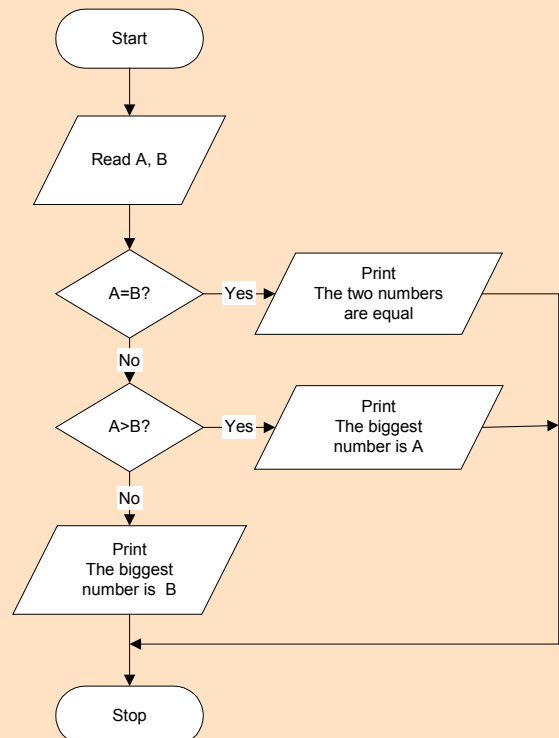 Start
Read A, B
A=B?
Yes
Print
The two numbers
are equal
No
A>B?
Yes
Print
The biggest
number is A
No
Print
The biggest
number is B
Stop